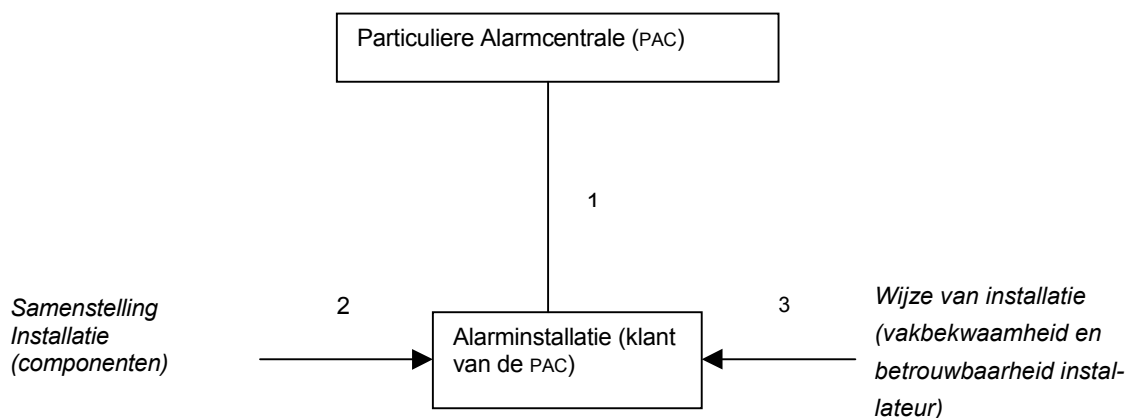 Particuliere Alarmcentrale (PAC)
1
Samenstelling
Installatie
(componenten)
2
Alarminstallatie (klant
van de PAC)
3
Wijze van installatie
(vakbekwaamheid en
betrouwbaarheid instal-
lateur)